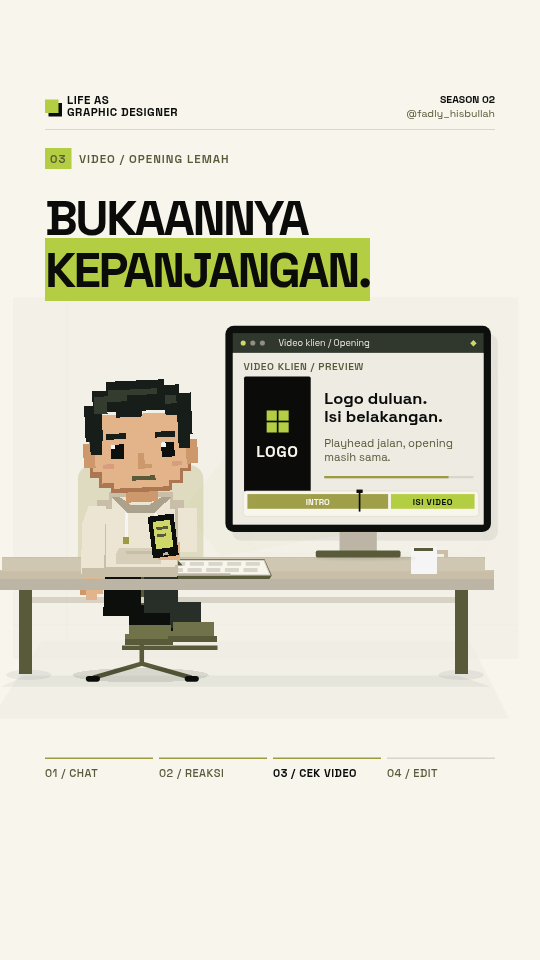 LIFE AS
GRAPHIC DESIGNER
SEASON 02
@fadly_hisbullah
03 VIDEO / OPENING LEMAH
BUKAANNYA
KEPANJANGAN.
Video klien / Opening
VIDEO KLIEN / PREVIEW
LOGO
Logo duluan.
Isi belakangan.
Playhead jalan, opening
masih sama.
INTRO
ISI VIDEO
01 / CHAT
02 / REAKSI
03 / CEK VIDEO
04 / EDIT